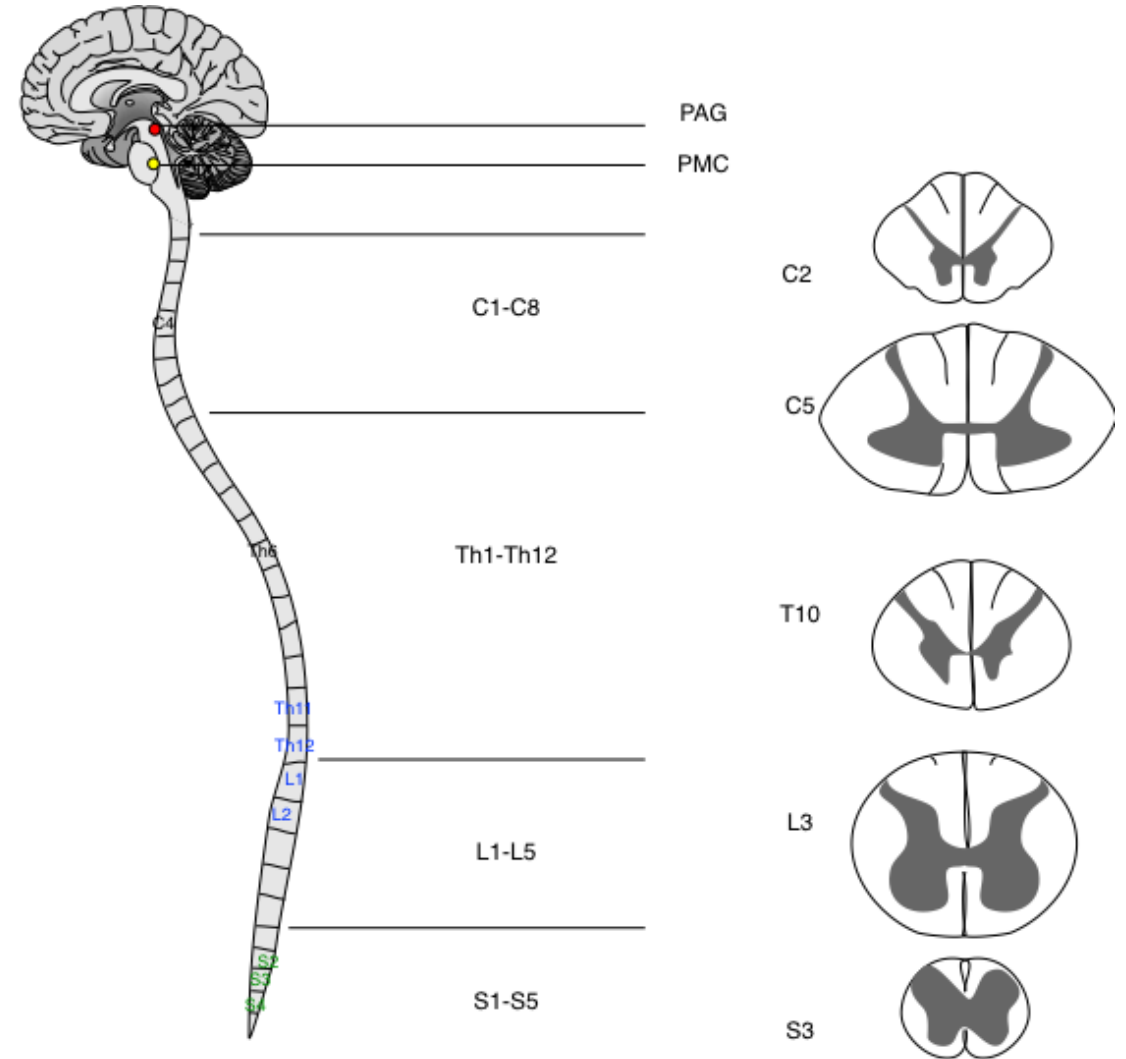 PAG
PMC
C2
C1-C8
C4
C5
Th6
Th1-Th12
T10
Th11
Th12
L1
L2
L3
L1-L5
S2
S3
S4
S1-S5
S3